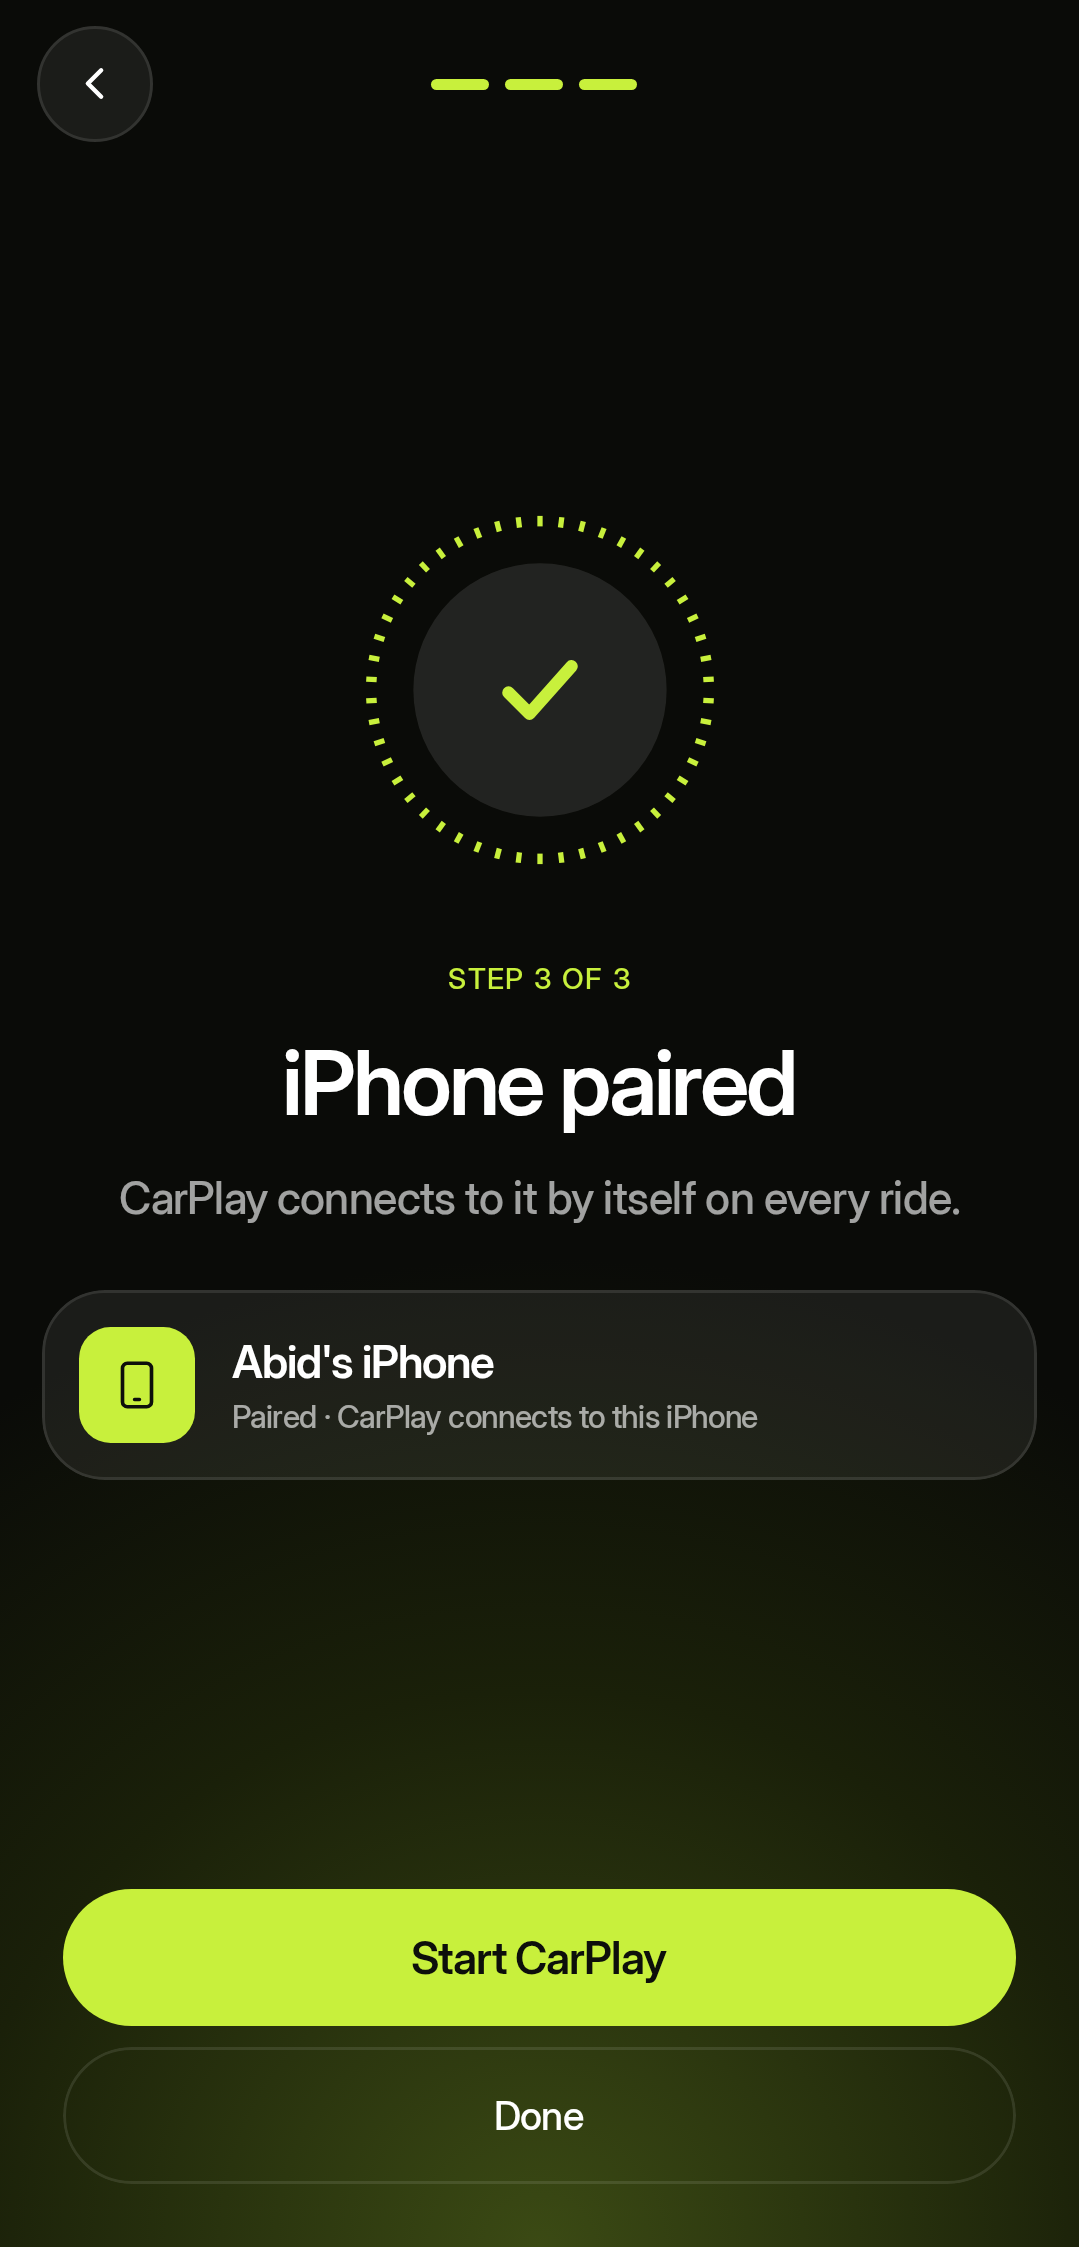 STEP 3 OF 3
iPhone paired
CarPlay connects to it by itself on every ride.
Abid's iPhone
Paired · CarPlay connects to this iPhone
Start CarPlay
Done